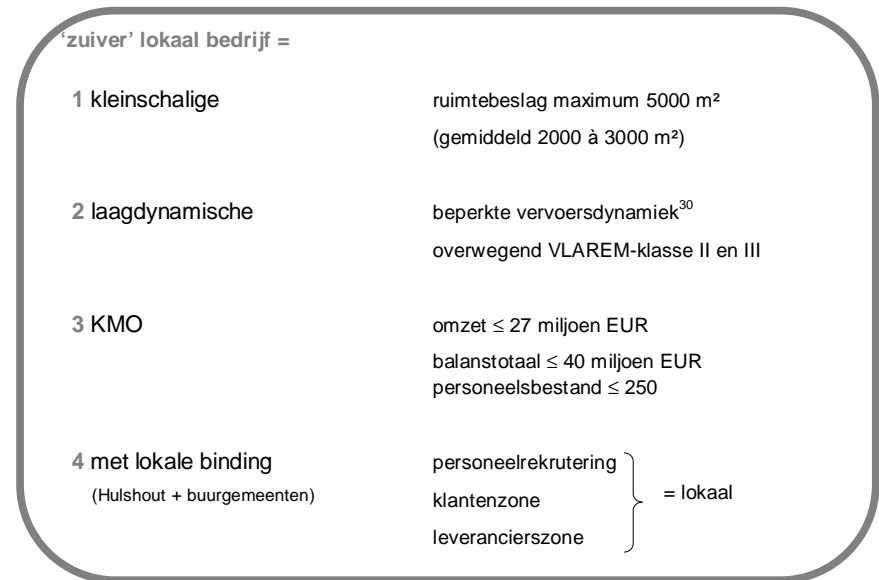 ‘zuiver’ lokaal bedrijf =
1 kleinschalige ruimtebeslag maximum 5000 m²
(gemiddeld 2000 à 3000 m²)
2 laagdynamische beperkte vervoersdynamiek30
overwegend VLAREM-klasse II en III
3 KMO omzet ≤ 27 miljoen EUR
balanstotaal ≤ 40 miljoen EUR
personeelsbestand ≤ 250
4 met lokale binding personeelrekrutering
(Hulshout + buurgemeenten) klantenzone = lokaal
leverancierszone